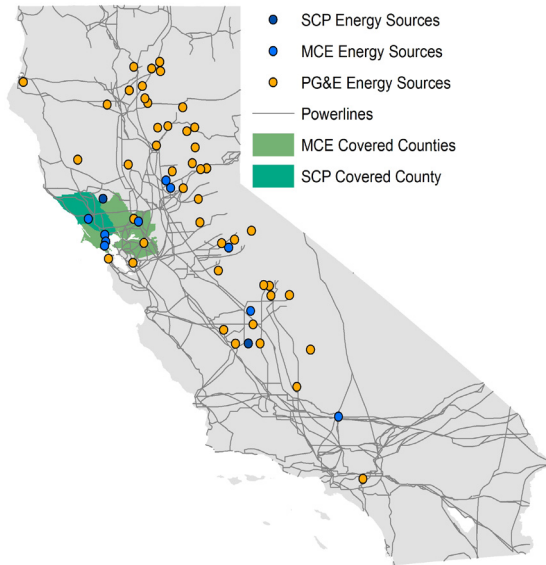 SCP Energy Sources
MCE Energy Sources
PG&E Energy Sources
Powerlines
MCE Covered Counties
SCP Covered County